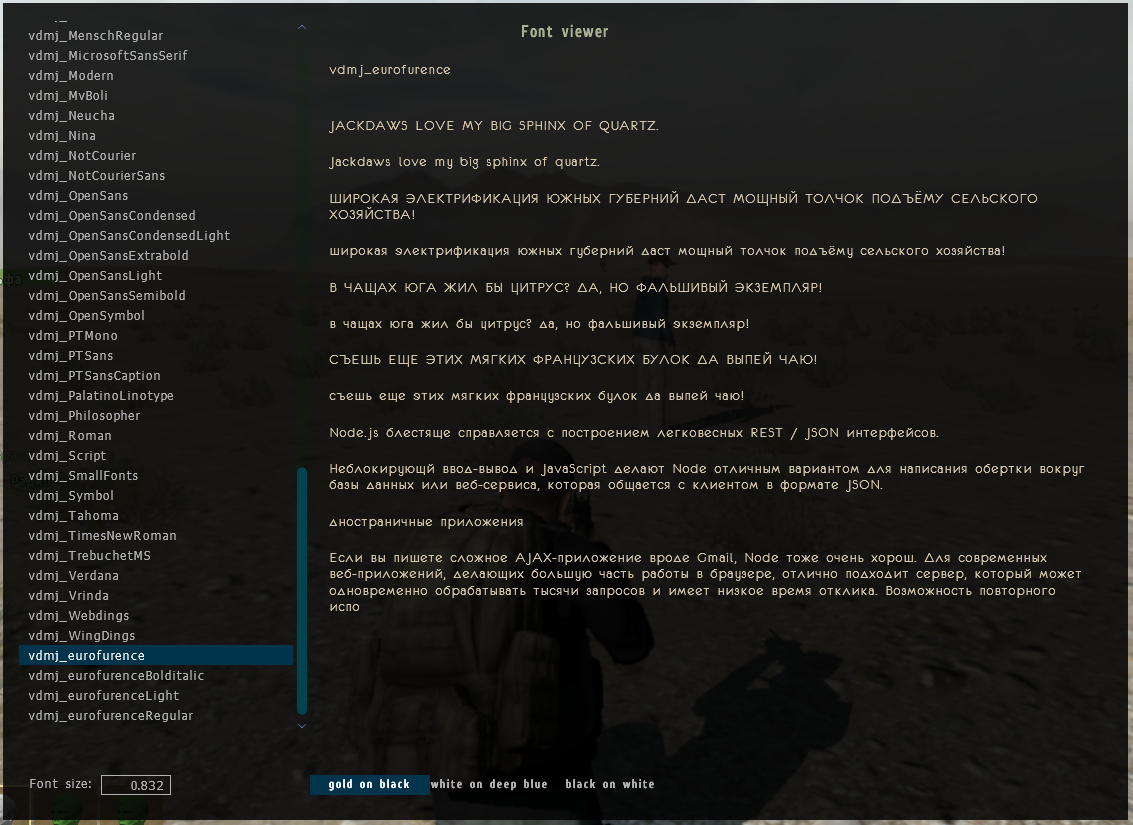 Font viewer
vdmj_MenschRegular
vdmj_MicrosoftSansSerif
vdmj_Modern
vdmj_MvBoli
vdmj_Neucha
vdmj_Nina
vdmj_NotCourier
vdmj_NotCourierSans
vdmj_OpenSans
vdmj_OpenSansCondensed
vdmj_OpenSansCondensedLight
vdmj_OpenSansExtrabold
vdmj_OpenSansLight
vdmj_OpenSansSemibold
vdmj_OpenSymbol
vdmj_PTMono
vdmj_PTSans
vdmj_PTSansCaption
vdmj_PalatinoLinotype
vdmj_Philosopher
vdmj_Roman
vdmj_Script
vdmj_SmallFonts
vdmj_Symbol
vdmj_Tahoma
vdmj_TimesNewRoman
vdmj_TrebuchetMS
vdmj_Verdana
vdmj_Vrinda
vdmj_Webdings
vdmj_WingDings
vdmj_eurofurence
vdmj_eurofurenceBolditalic
vdmj_eurofurenceLight
vdmj_eurofurenceRegular
vdmj_eurofurence
JACKDAWS LOVE MY BIG SPHINX OF QUARTZ.
Jackdaws love my big sphinx of quartz.
ШИРОКАЯ ЭЛЕКТРИФИКАЦИЯ ЮЖНЫХ ГУБЕРНИЙ ДАСТ МОЩНЫЙ ТОЛЧОК ПОДЪЁМУ СЕЛЬСКОГО
ХОЗЯЙСТВА!
широкая электрификация южных губерний даст мощный толчок подъёму сельского хозяйства!
В ЧАЩАХ ЮГА ЖИЛ БЫ ЦИТРУС? ДА, НО ФАЛЬШИВЫЙ ЭКЗЕМПЛЯР!
в чащах юга жил бы цитрус? да, но фальшивый экземпляр!
СЪЕШЬ ЕЩЕ ЭТИХ МЯГКИХ ФРАНЦУЗСКИХ БУЛОК ДА ВЫПЕЙ ЧАЮ!
съешь еще этих мягких французских булок да выпей чаю!
Node.js блестяще справляется с построением легковесных REST / JSON интерфейсов.
Неблокирующй ввод-вывод и JavaScript делают Node отличным вариантом для написания обертки вокруг
базы данных или веб-сервиса, которая общается с клиентом в формате JSON.
дностраничные приложения
Если вы пишете сложное AJAX-приложение вроде Gmail, Node тоже очень хорош. Для современных
веб-приложений, делающих большую часть работы в браузере, отлично подходит сервер, который может
одновременно обрабатывать тысячи запросов и имеет низкое время отклика. Возможность повторного
испо
Font size: 0.832
gold on black white on deep blue black on white